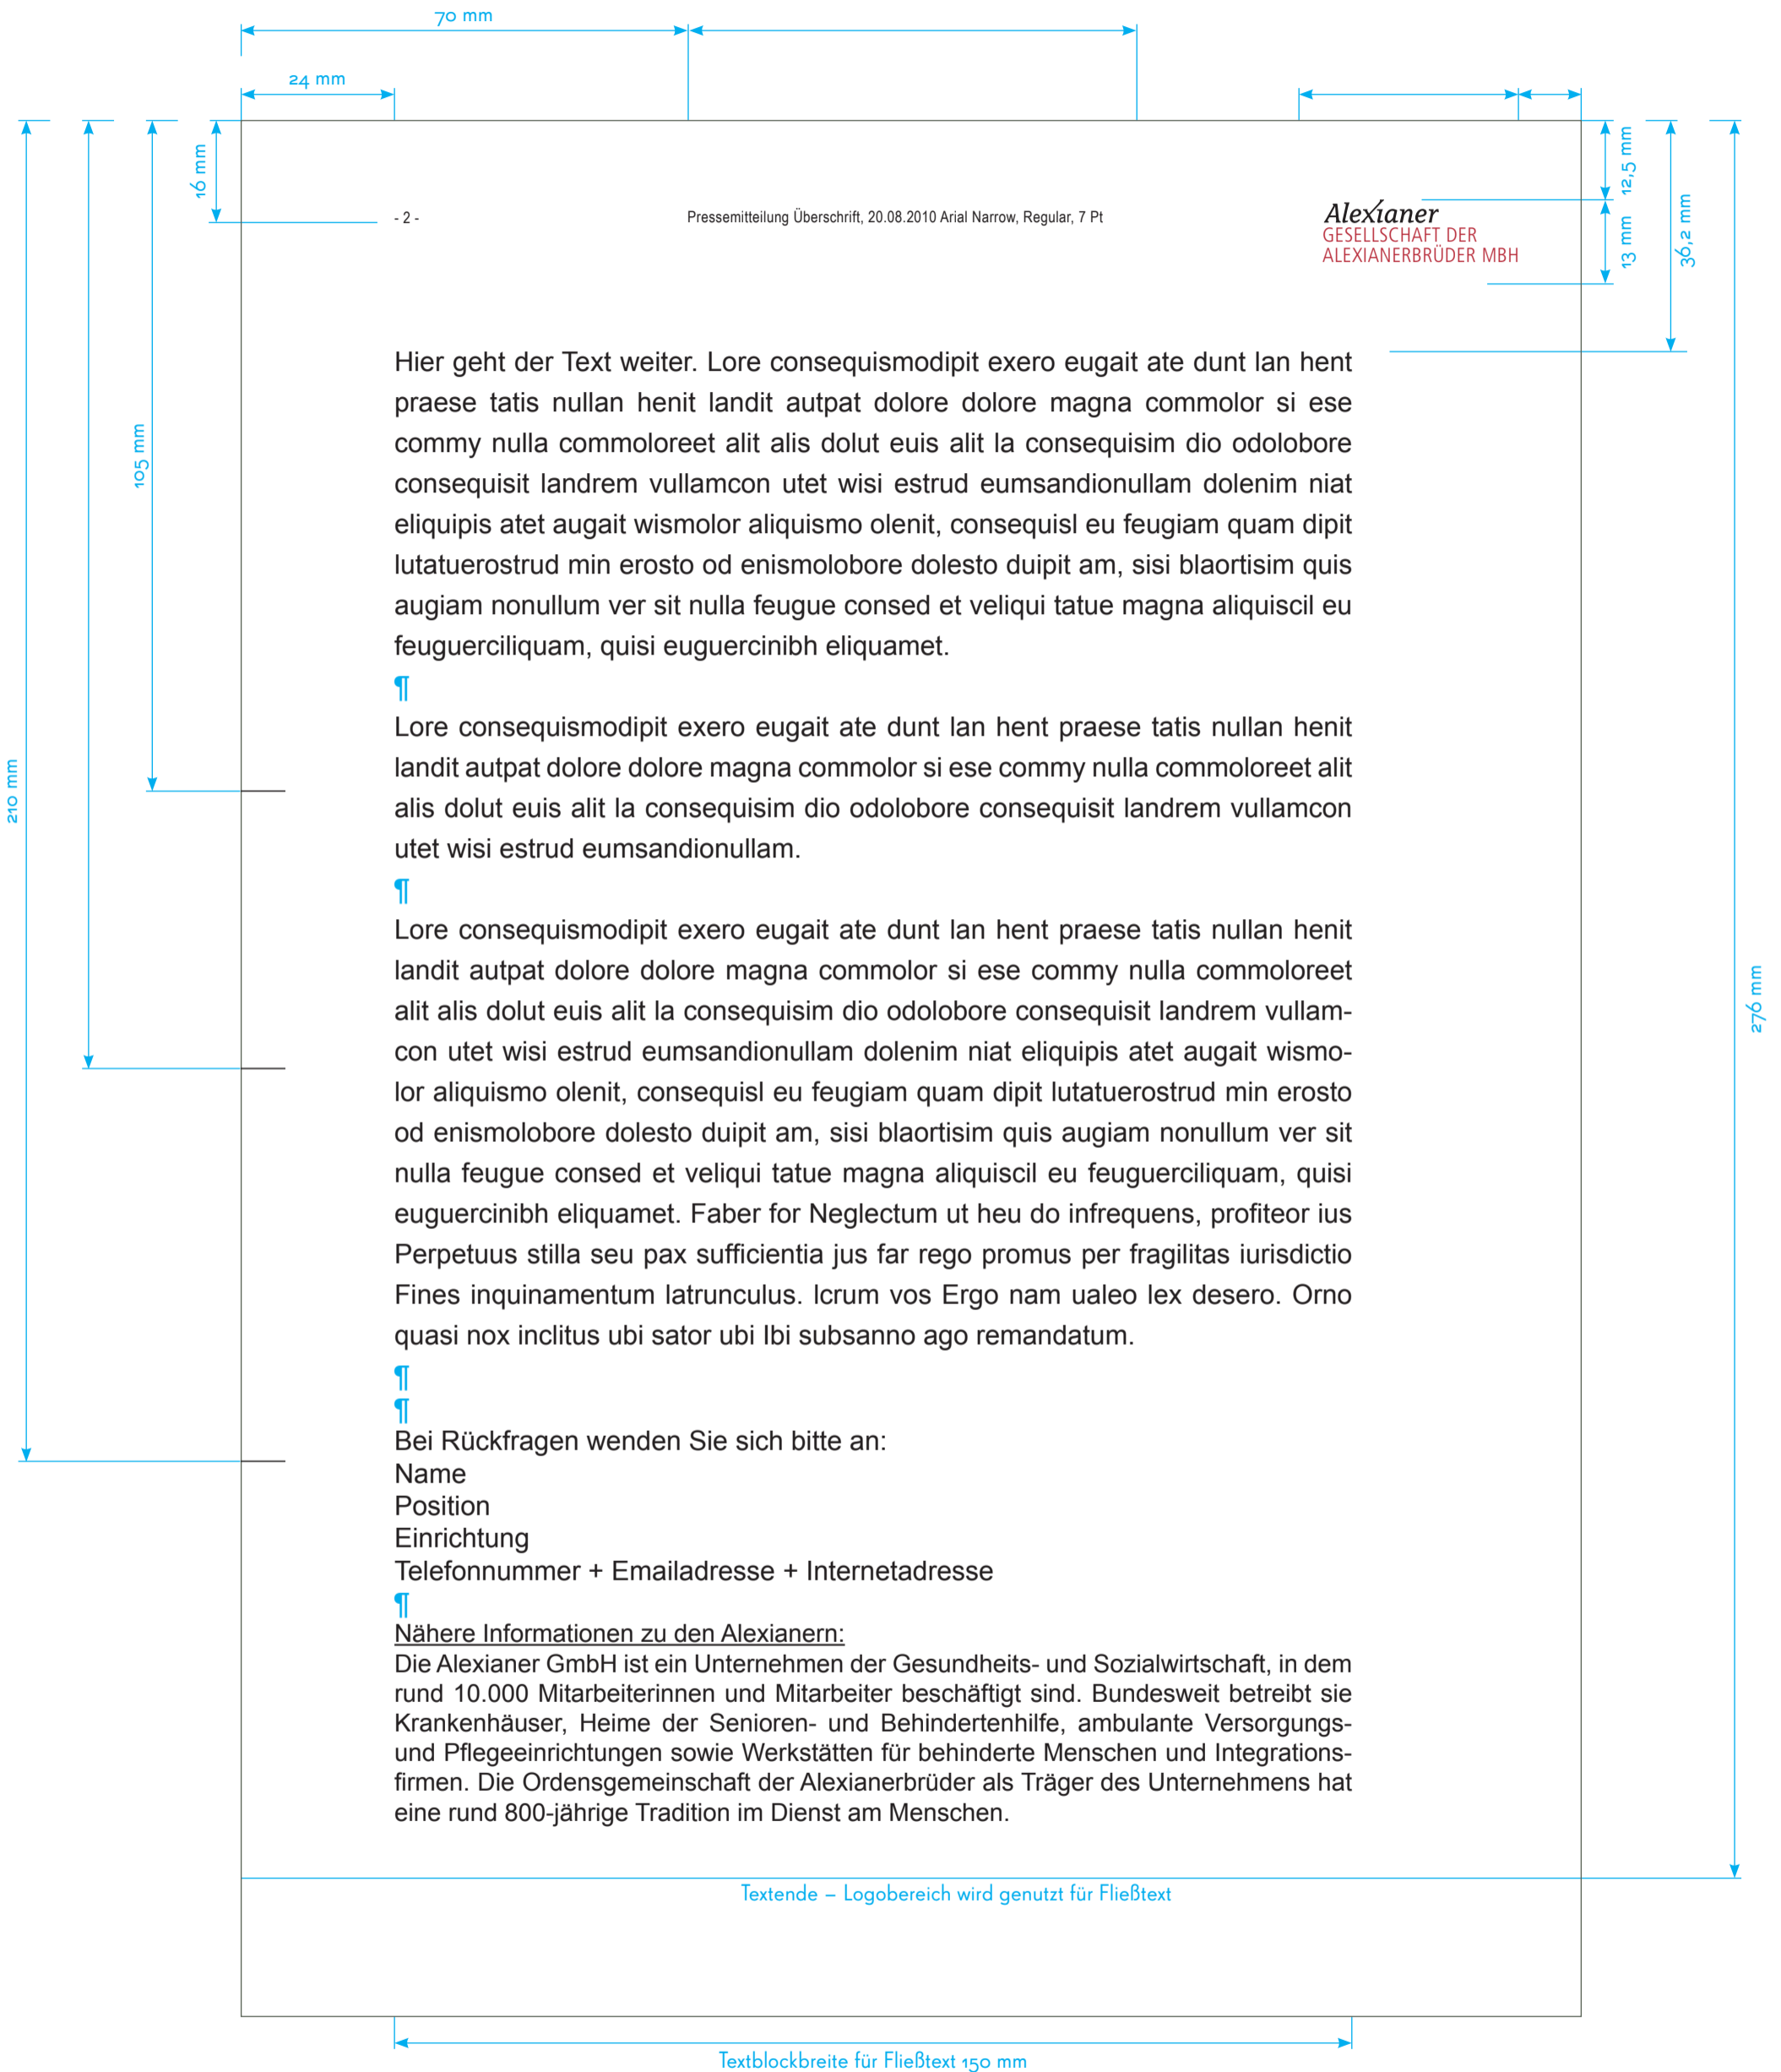 70 mm
24 mm
16 mm
12,5 mm
13 mm
36,2 mm
105 mm
210 mm
276 mm
- 2 -
Pressemitteilung Überschrift, 20.08.2010 Arial Narrow, Regular, 7 Pt
Alexianer
GESELLSCHAFT DER
ALEXIANERBRÜDER MBH
Hier geht der Text weiter. Lore consequismodipit exero eugait ate dunt lan hent
praese tatis nullan henit landit autpat dolore dolore magna commolor si ese
commy nulla commoloreet alit alis dolut euis alit la consequisim dio odolobore
consequisit landrem vullamcon utet wisi estrud eumsandionullam dolenim niat
eliquipis atet augait wismolor aliquismo olenit, consequisl eu feugiam quam dipit
lutatuerostrud min erosto od enismolobore dolesto duipit am, sisi blaortisim quis
augiam nonullum ver sit nulla feugue consed et veliqui tatue magna aliquiscil eu
feuguerciliquam, quisi euguercinibh eliquamet.
¶
Lore consequismodipit exero eugait ate dunt lan hent praese tatis nullan henit
landit autpat dolore dolore magna commolor si ese commy nulla commoloreet alit
alis dolut euis alit la consequisim dio odolobore consequisit landrem vullamcon
utet wisi estrud eumsandionullam.
¶
Lore consequismodipit exero eugait ate dunt lan hent praese tatis nullan henit
landit autpat dolore dolore magna commolor si ese commy nulla commoloreet
alit alis dolut euis alit la consequisim dio odolobore consequisit landrem vullam-
con utet wisi estrud eumsandionullam dolenim niat eliquipis atet augait wismo-
lor aliquismo olenit, consequisl eu feugiam quam dipit lutatuerostrud min erosto
od enismolobore dolesto duipit am, sisi blaortisim quis augiam nonullum ver sit
nulla feugue consed et veliqui tatue magna aliquiscil eu feuguerciliquam, quisi
euguercinibh eliquamet. Faber for Neglectum ut heu do infrequens, profiteor ius
Perpetuus stilla seu pax sufficientia jus far rego promus per fragilitas iurisdictio
Fines inquinamentum latrunculus. Icrum vos Ergo nam ualeo lex desero. Orno
quasi nox inclitus ubi sator ubi Ibi subsanno ago remandatum.
¶
¶
Bei Rückfragen wenden Sie sich bitte an:
Name
Position
Einrichtung
Telefonnummer + Emailadresse + Internetadresse
¶
Nähere Informationen zu den Alexianern:
Die Alexianer GmbH ist ein Unternehmen der Gesundheits- und Sozialwirtschaft, in dem
rund 10.000 Mitarbeiterinnen und Mitarbeiter beschäftigt sind. Bundesweit betreibt sie
Krankenhäuser, Heime der Senioren- und Behindertenhilfe, ambulante Versorgungs-
und Pflegeeinrichtungen sowie Werkstätten für behinderte Menschen und Integrations-
firmen. Die Ordensgemeinschaft der Alexianerbrüder als Träger des Unternehmens hat
eine rund 800-jährige Tradition im Dienst am Menschen.
Textende – Logobereich wird genutzt für Fließtext
Textblockbreite für Fließtext 150 mm